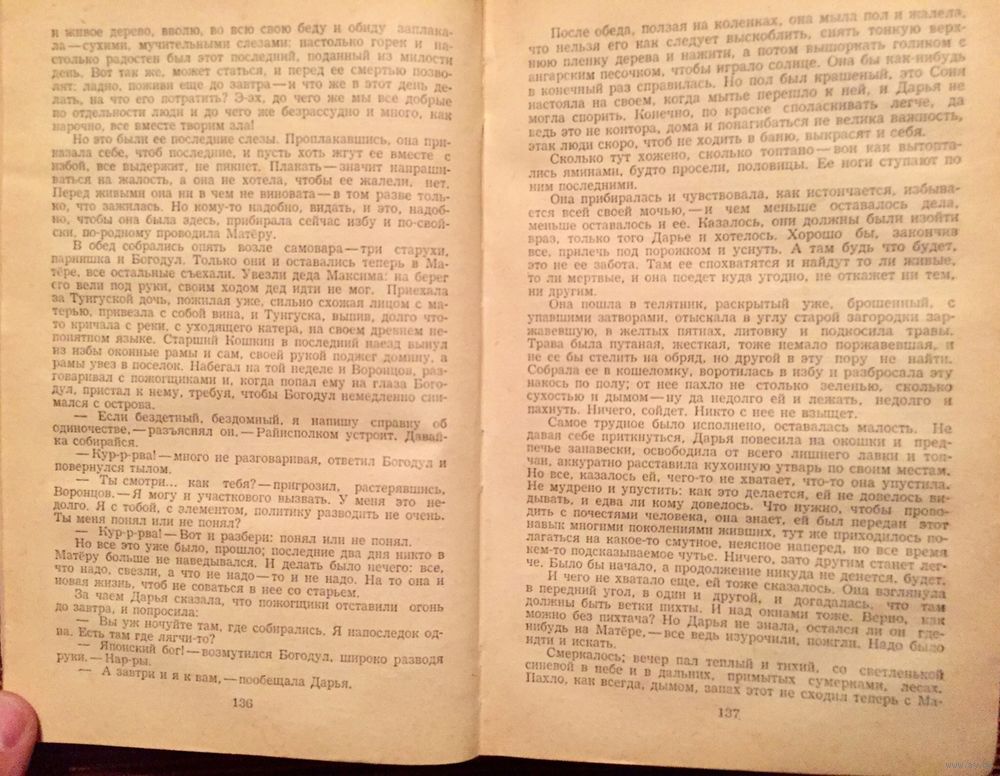 и живое дерево, вволю, во всю свою беду и обиду заплака-
ла — сухими, мучительными слезами: настолько горек и на-
столько радостен был этот последний, поданный из милости
день. Вот так же, может статься, и перед ее смертью позво-
лят: ладно, поживи еще до завтра — и что же в этот день де-
лать, на что его потратить? Э-эх, до чего же мы все добрые
по отдельности люди и до чего же безрассудно и много, как
нарочно, все вместе творим зла!
Но это были ее последние слезы. Проплакавшись, она при-
казала себе, чтоб последние, и пусть хоть жгут ее вместе с
избой, все выдержит, не пикнет. Плакать — значит напраши-
ваться на жалость, а она не хотела, чтобы ее жалели, нет.
Перед живыми она ни в чем не виновата — в том разве толь-
ко, что зажилась. Но кому-то надобно, видать, и это, надоб-
но, чтобы она была здесь, прибирала сейчас избу и по-свой-
ски, по-родному проводила Матёру.
В обед собрались опять возле самовара — три старухи,
парнишка и Богодул. Только они и оставались теперь в Ма-
тёре, все остальные съехали. Увезли деда Максима: на берег
его вели под руки, своим ходом дед идти не мог. Приехала
за Тунгуской дочь, пожилая уже, сильно схожая лицом с ма-
терью, привезла с собой вина, и Тунгуска, выпив, долго что-
то кричала с реки, с уходящего катера, на своем древнем не-
понятном языке. Старший Кошкин в последний наезд вынул
из избы оконные рамы и сам, своей рукой поджег домину, а
рамы увез в поселок. Набегал на той неделе и Воронцов, раз-
говаривал с пожогщиками и, когда попал ему на глаза Бого-
дул, пристал к нему, требуя, чтобы Богодул немедленно сни-
мался с острова.
— Если бездетный, бездомный, я напишу справку об
одиночестве, — разъяснял он. — Райисполком устроит. Давай-
ка собирайся.
— Кур-р-рва! — много не разговаривая, ответил Богодул и
повернулся тылом.
— Ты смотри... как тебя? — пригрозил, растерявшись,
Воронцов. — Я могу и участкового вызвать. У меня это не-
долго. Я с тобой, с элементом, политику разводить не очень.
Ты меня понял или не понял?
— Кур-р-рва! — Вот и разбери: понял или не понял.
Но все это уже было, прошло; последние два дня никто в
Матёру больше не наведывался. И делать было нечего: все,
что надо, свезли, а что не надо — то и не надо. На то она и
новая жизнь, чтоб не соваться в нее со старьем.
За чаем Дарья сказала, что пожогщики отставили огонь
до завтра, и попросила:
— Вы уж ночуйте там, где собирались. Я напоследок од-
на. Есть там где лягчи-то?
— Японский бог! — возмутился Богодул, широко разводя
руки. — Нар-ры.
— А завтри и я к вам, — пообещала Дарья.
136
После обеда, ползая на коленках, она мыла пол и жалела,
что нельзя его как следует выскоблить, снять тонкую верх-
нюю пленку дерева и нажити, а потом вышоркать голиком с
ангарским песочком, чтобы играло солнце. Она бы как-нибудь
в конечный раз справилась. Но пол был крашеный, это Соня
настояла на своем, когда мытье перешло к ней, и Дарья не
могла спорить. Конечно, по краске споласкивать легче, да
ведь это не контора, дома и понагибаться не велика важность,
этак люди скоро, чтоб не ходить в баню, выкрасят и себя.
Сколько тут хожено, сколько топтано — вон как вытопта-
лись яминами, будто просели, половицы. Ее ноги ступают по
ним последними.
Она прибиралась и чувствовала, как истончается, избыва-
ется всей своей мочью, — и чем меньше оставалось дела,
меньше оставалось и ее. Казалось, они должны были изойти
враз, только того Дарье и хотелось. Хорошо бы, закончив
все, прилечь под порожком и уснуть. А там будь что будет,
это не ее забота. Там ее спохватятся и найдут то ли живые,
то ли мертвые, и она поедет куда угодно, не откажет ни тем,
ни другим.
Она пошла в телятник, раскрытый уже, брошенный, с
упавшими затворами, отыскала в углу старой загородки зар-
жавевшую, в желтых пятнах, литовку и подкосила травы.
Трава была путаная, жесткая, тоже немало поржавевшая, и
не ее бы стелить на обряд, но другой в эту пору не найти.
Собрала ее в кошеломку, воротилась в избу и разбросала эту
накось по полу; от нее пахло не столько зеленью, сколько
сухостью и дымом — ну да недолго ей и лежать, недолго и
пахнуть. Ничего, сойдет. Никто с нее не взыщет.
Самое трудное было исполнено, оставалась малость. Не
давая себе приткнуться, Дарья повесила на окошки и пред-
печье занавески, освободила от всего лишнего лавки и топ-
чан, аккуратно расставила кухонную утварь по своим местам.
Но все, казалось ей, чего-то не хватает, что-то она упустила.
Не мудрено и упустить: как это делается, ей не довелось ви-
дывать, и едва ли кому довелось. Что нужно, чтобы прово-
дить с почестями человека, она знает, ей был передан этот
навык многими поколениями живших, тут же приходилось по-
лагаться на какое-то смутное, неясное наперед, но все время
кем-то подсказываемое чутье. Ничего, зато другим станет лег-
че. Было бы начало, а продолжение никуда не денется, будет.
И чего не хватало еще, ей тоже сказалось. Она взглянула
в передний угол, в один и другой, и догадалась, что там
должны быть ветки пихты. И над окнами тоже. Верно, как
можно без пихтача? Но Дарья не знала, остался ли он где-
нибудь на Матёре, — все ведь изурочили, пожгли. Надо было
идти и искать.
Смеркалось; вечер пал теплый и тихий, со светленькой
синевой в небе и в дальних, примытых сумерками, лесах.
Пахло, как всегда, дымом, запах этот не сходил теперь с Ма-
137